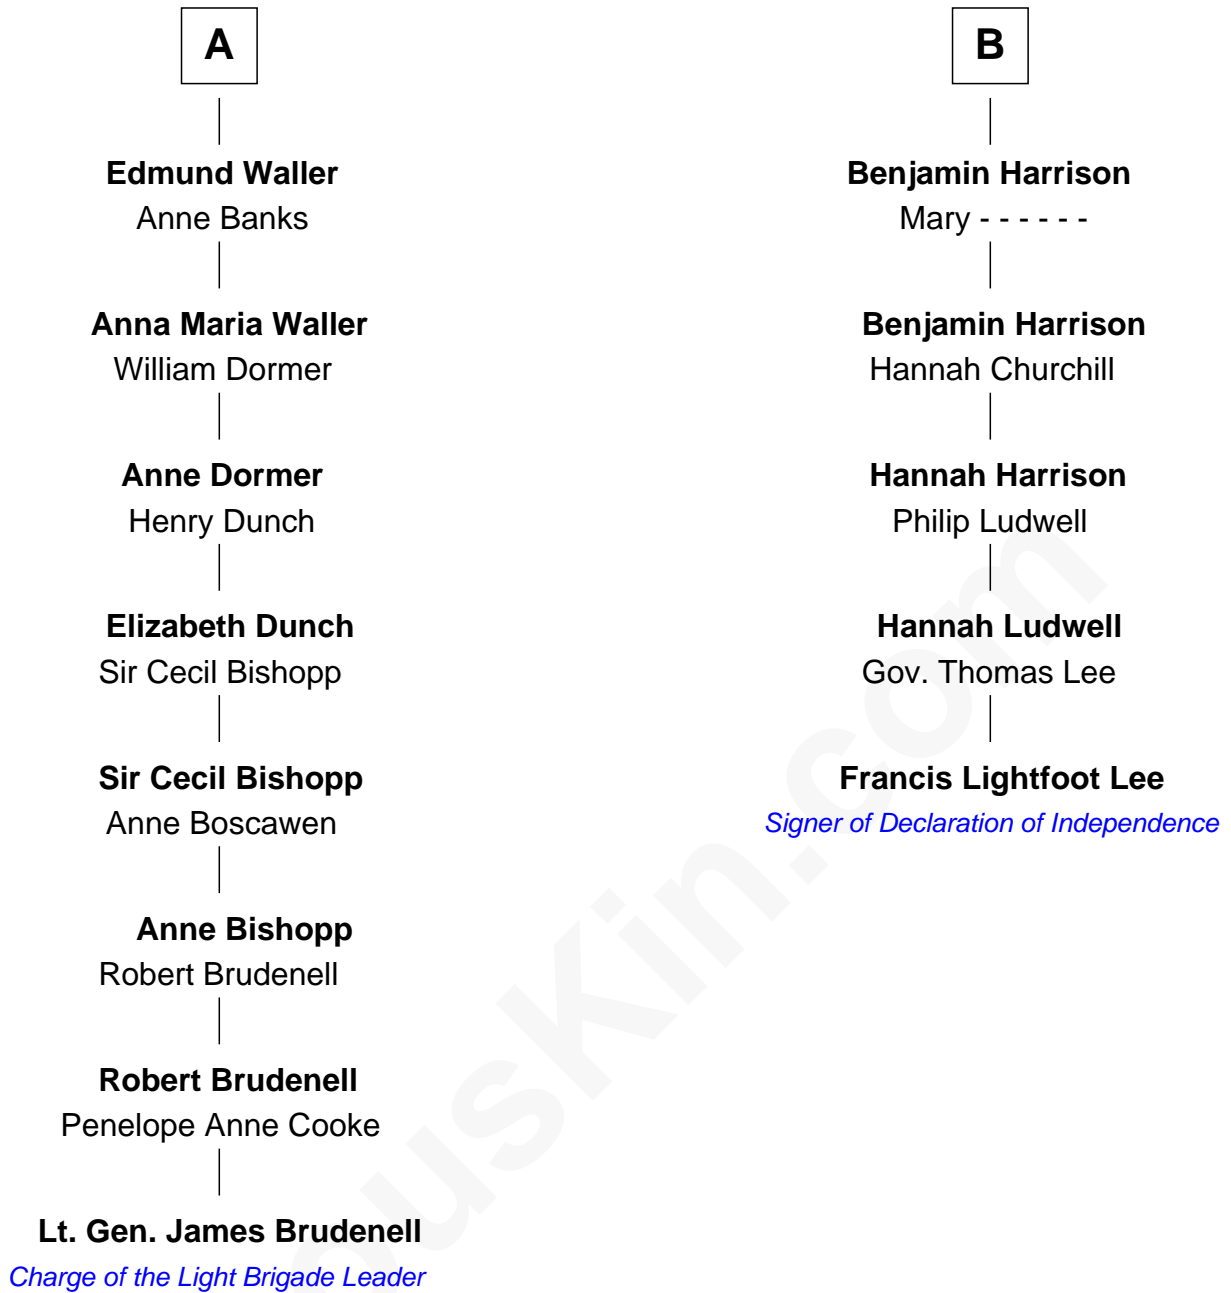 A
Edmund Waller
Anne Banks
Anna Maria Waller
William Dormer
Anne Dormer
Henry Dunch
Elizabeth Dunch
Sir Cecil Bishopp
Sir Cecil Bishopp
Anne Boscawen
Anne Bishopp
Robert Brudenell
Robert Brudenell
Penelope Anne Cooke
Lt. Gen. James Brudenell
Charge of the Light Brigade Leader
B
Benjamin Harrison
Mary - - - - - -
Benjamin Harrison
Hannah Churchill
Hannah Harrison
Philip Ludwell
Hannah Ludwell
Gov. Thomas Lee
Francis Lightfoot Lee
Signer of Declaration of Independence
ousKin.com